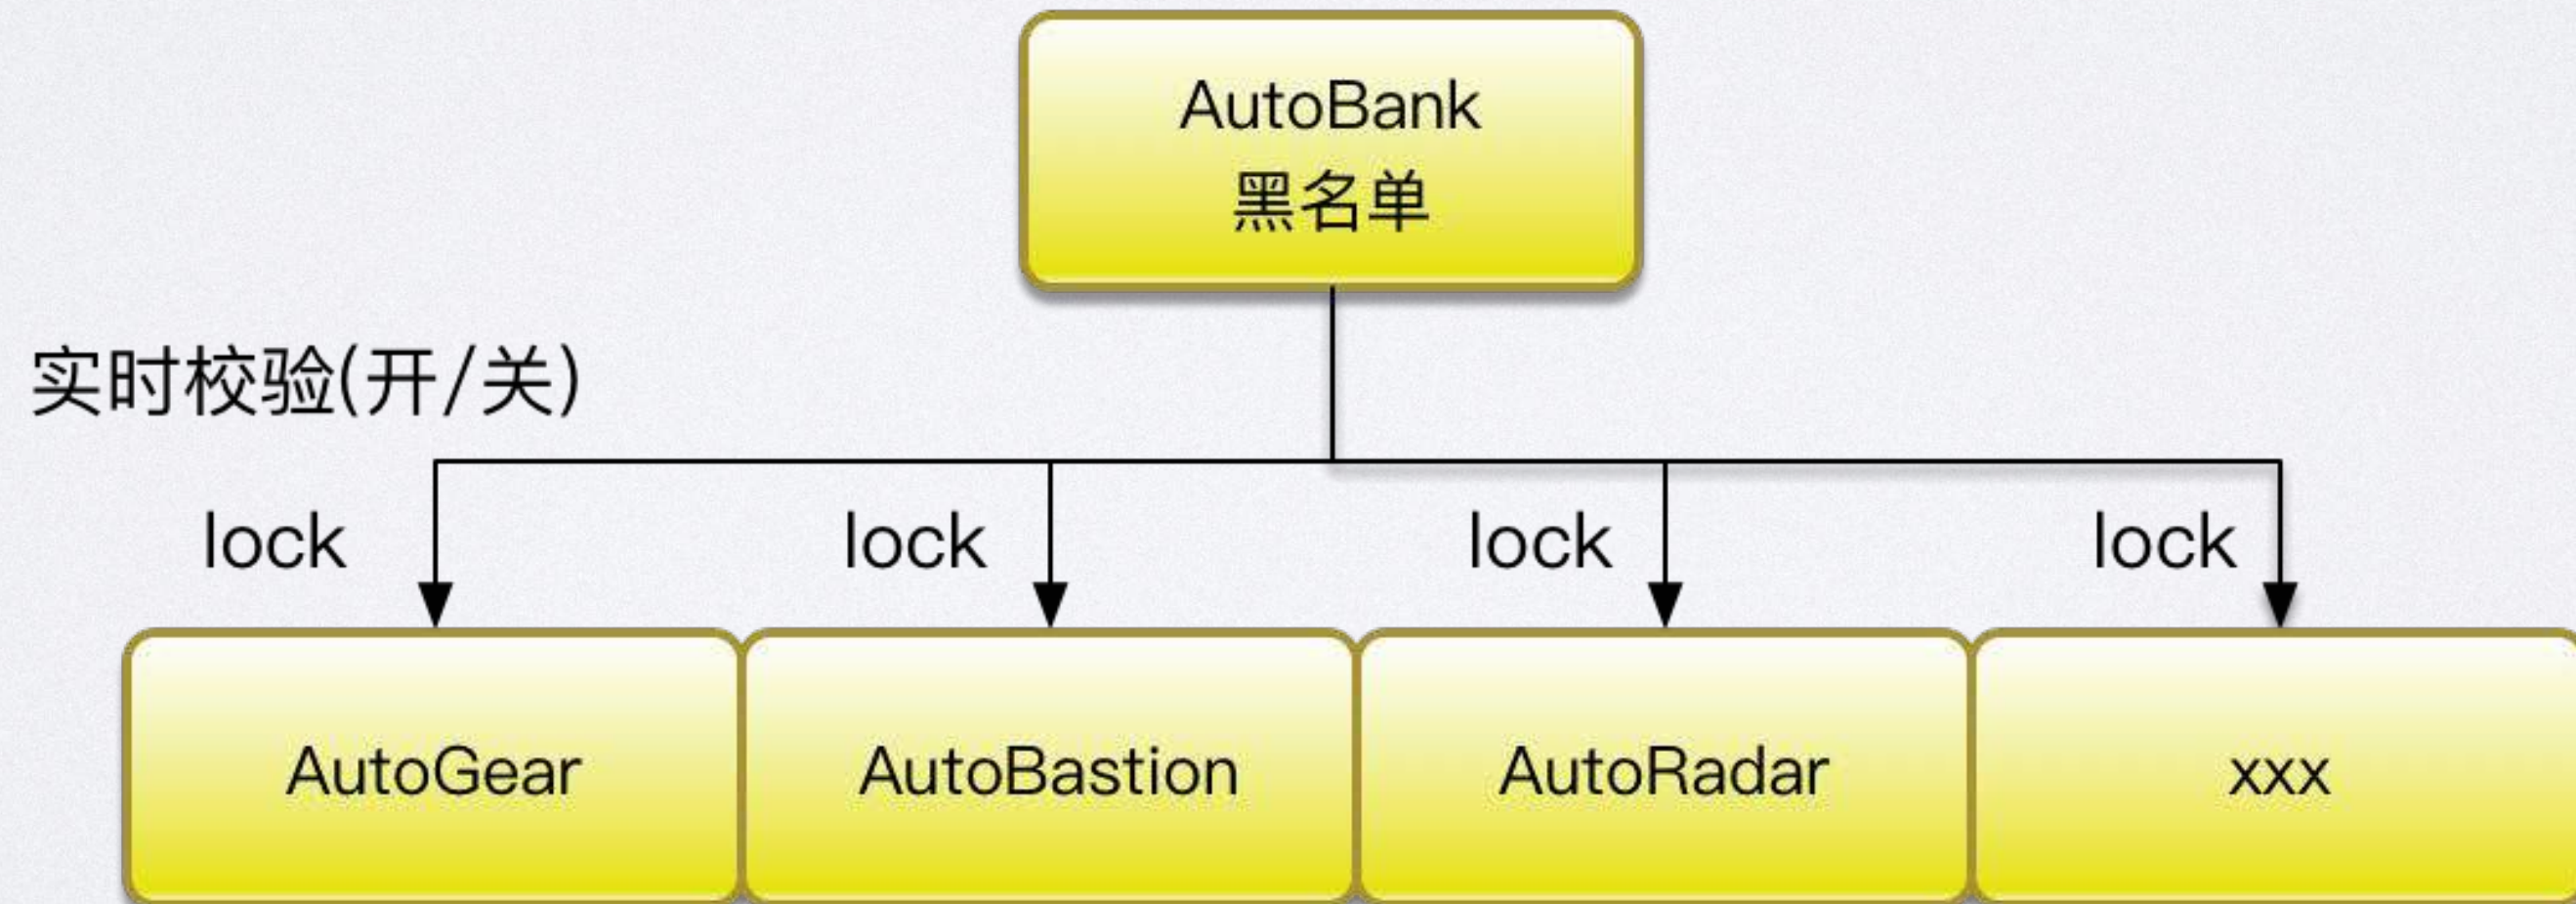 AutoBank
黑名单
实时校验(开/关)
lock
lock
lock
lock
AutoGear
AutoBastion
AutoRadar
xxx